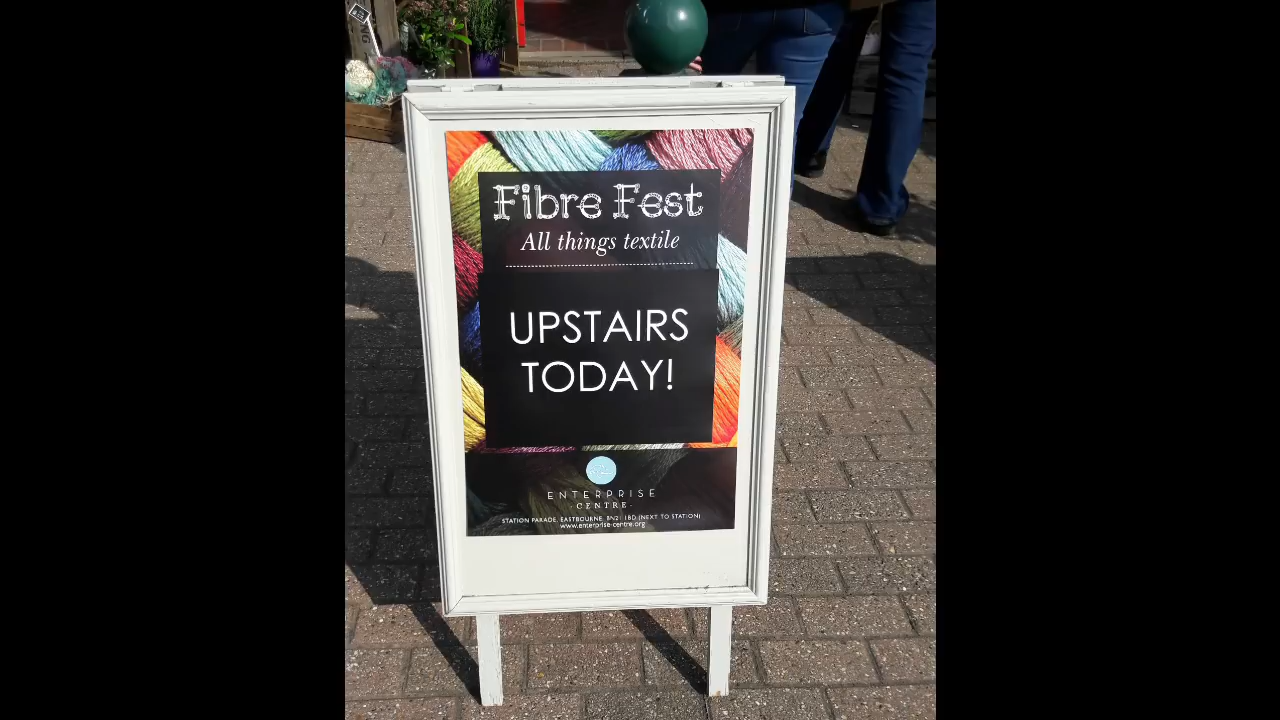 Fibre Fest
All things textile
UPSTAIRS
TODAY!
ENTERPRISE
CENTRE
STATION PARADE, EASTBOURNE, BN21 1BD (NEXT TO STATION)
www.enterprise-centre.org